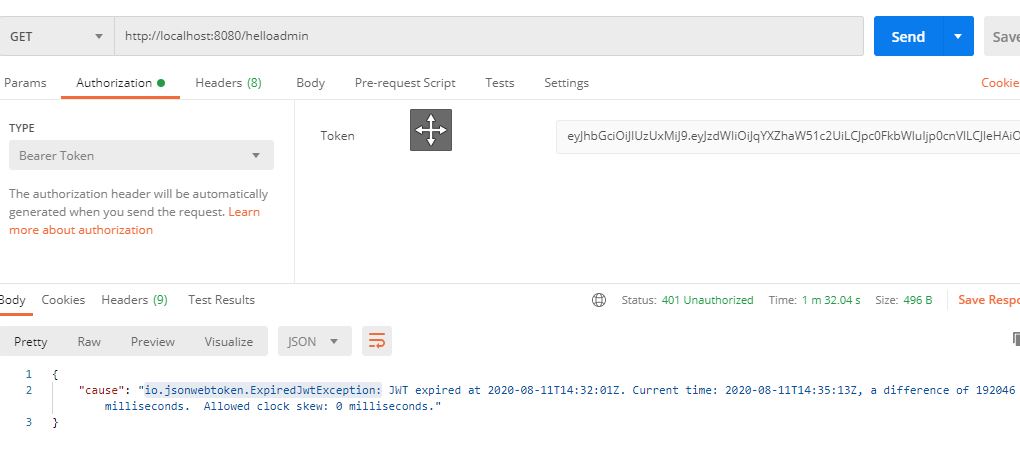 GET http://localhost:8080/helloadmin Send Save
Params Authorization Headers (8) Body Pre-request Script Tests Settings Cookie
TYPE
Bearer Token
The authorization header will be automatically
generated when you send the request. Learn
more about authorization
Token
Body Cookies Headers (9) Test Results Status: 401 Unauthorized Time: 1 m 32.04 s Size: 496 B Save Respo
Pretty Raw Preview Visualize JSON
1 {
2 "cause": "io.jsonwebtoken.ExpiredJwtException: JWT expired at 2020-08-11T14:32:01Z. Current time: 2020-08-11T14:35:13Z, a difference of 192046
milliseconds.  Allowed clock skew: 0 milliseconds."
3 }